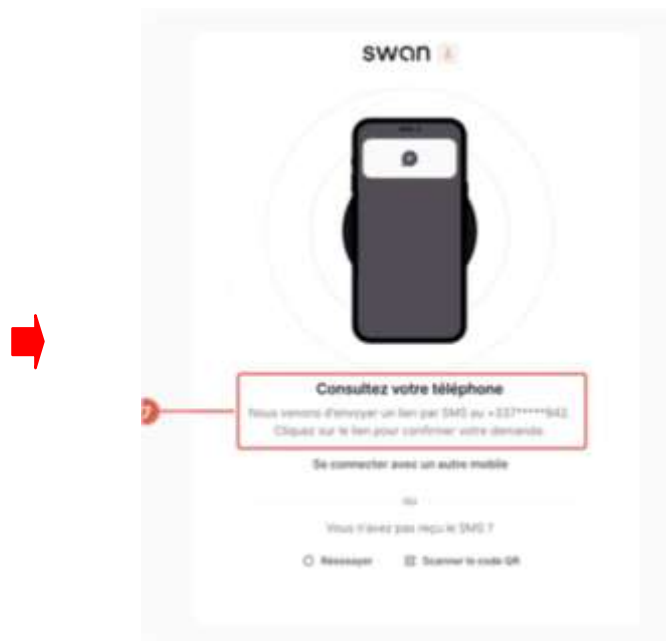 swan
Consultez votre téléphone
Nous venons d'envoyer un lien par SMS au +337*****942.
Cliquez sur le lien pour confirmer votre demande.
Se connecter avec un autre mobile
ou
Vous n'avez pas reçu le SMS ?
Réessayer Scanner le code QR